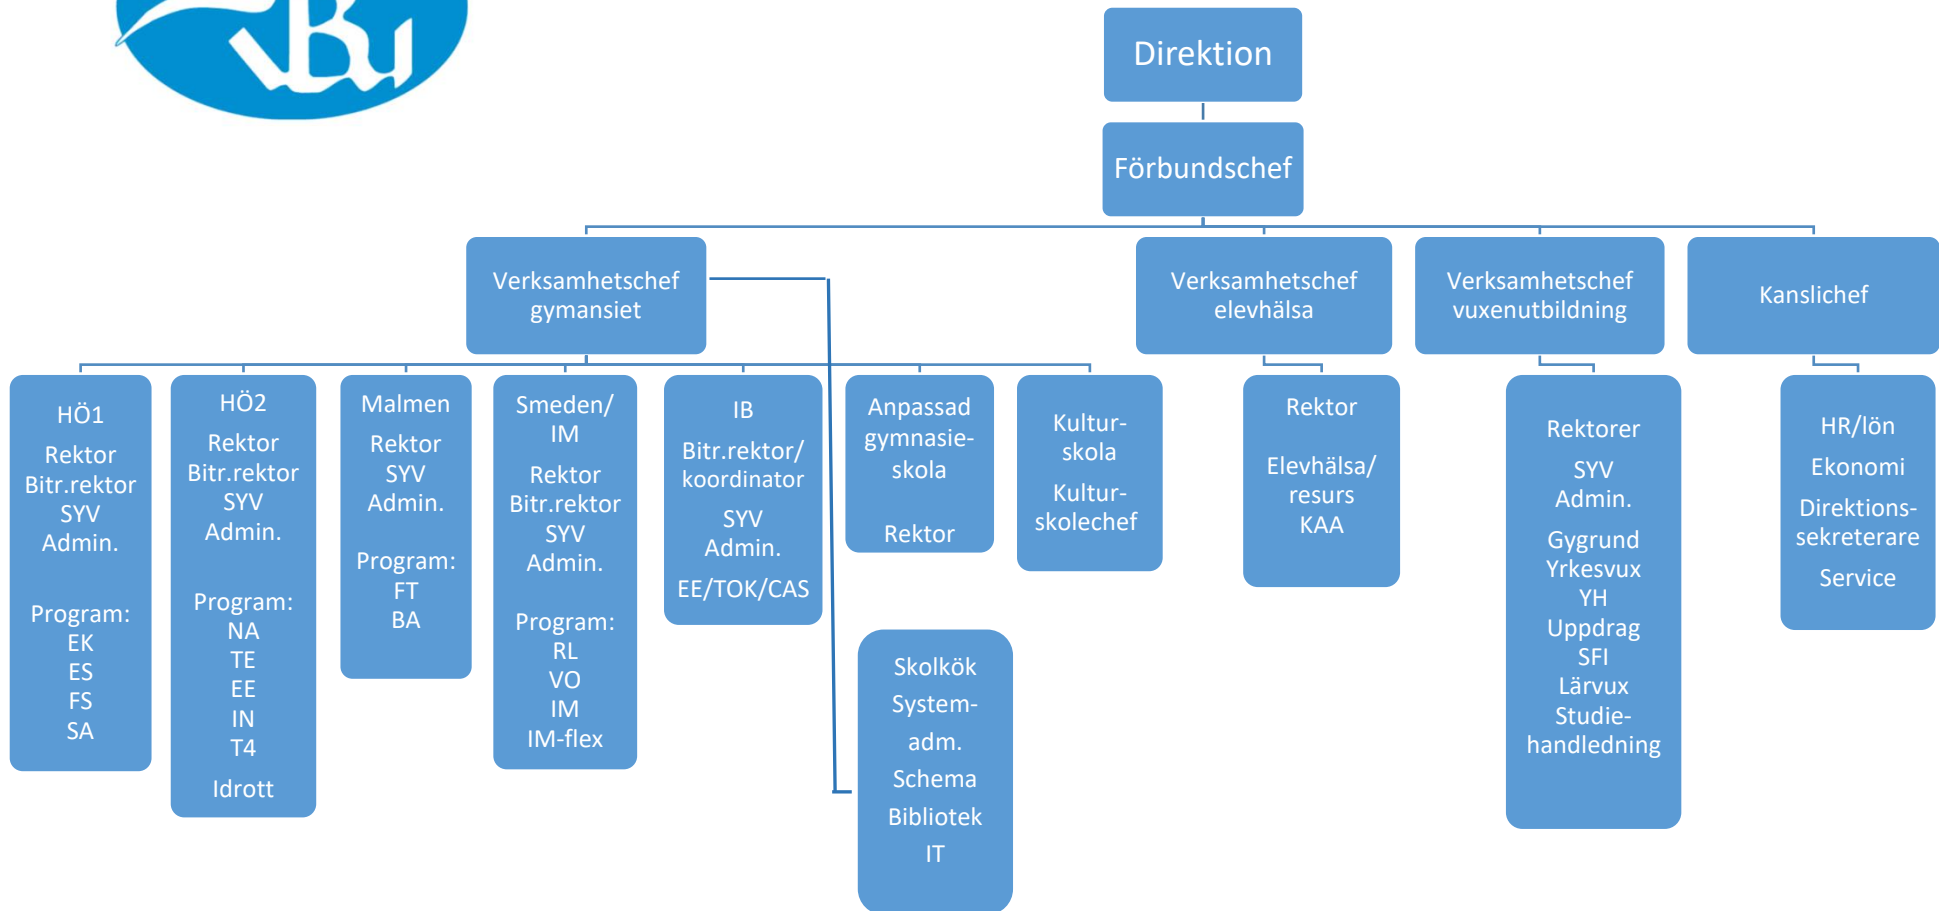 Direktion
Förbundschef
Verksamhetschef
gymansiet
Verksamhetschef
elevhälsa
Verksamhetschef
vuxenutbildning
Kanslichef
HÖ1
Rektor
Bitr.rektor
SYV
Admin.
Program:
EK
ES
FS
SA
HÖ2
Rektor
Bitr.rektor
SYV
Admin.
Program:
NA
TE
EE
IN
T4
Idrott
Malmen
Rektor
SYV
Admin.
Program:
FT
BA
Smeden/
IM
Rektor
Bitr.rektor
SYV
Admin.
Program:
RL
VO
IM
IM-flex
IB
Bitr.rektor/
koordinator
SYV
Admin.
EE/TOK/CAS
Anpassad
gymnasie-
skola
Rektor
Kultur-
skola
Kultur-
skolechef
Skolkök
System-
adm.
Schema
Bibliotek
IT
Rektor
Elevhälsa/
resurs
KAA
Rektorer
SYV
Admin.
Gygrund
Yrkesvux
YH
Uppdrag
SFI
Lärvux
Studie-
handledning
HR/lön
Ekonomi
Direktions-
sekreterare
Service